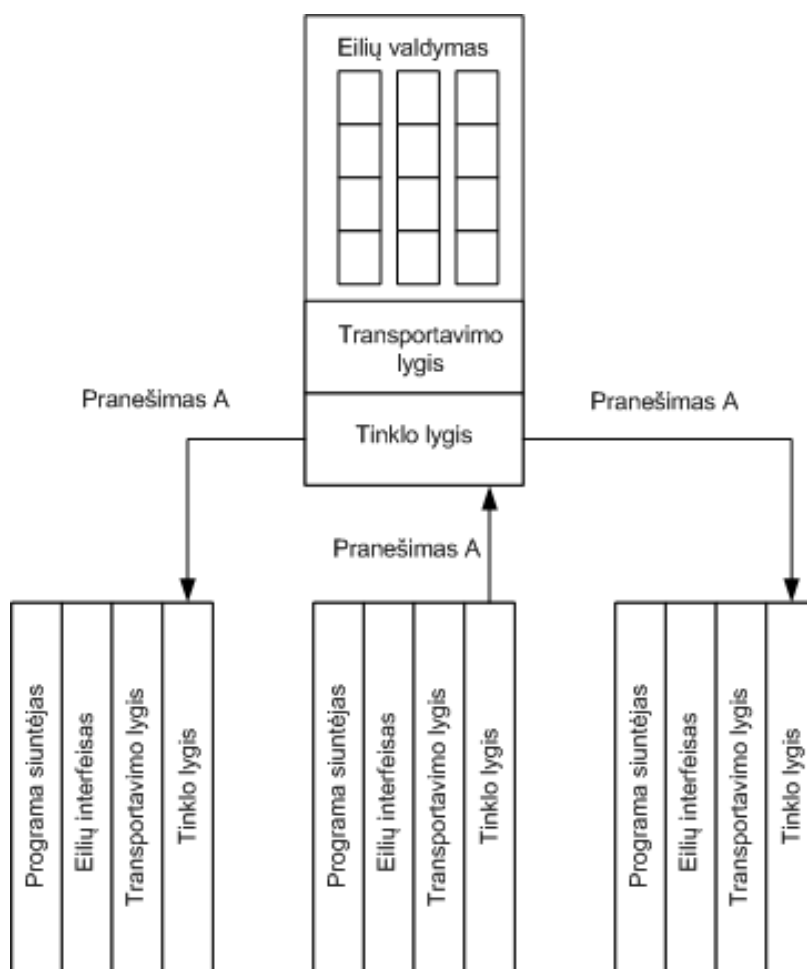 Eilių valdymas
Transportavimo
lygis
Tinklo lygis
Pranešimas A
Pranešimas A
Pranešimas A
Programa siuntėjas
Eilių interfeisas
Transportavimo lygis
Tinklo lygis
Programa siuntėjas
Eilių interfeisas
Transportavimo lygis
Tinklo lygis
Programa siuntėjas
Eilių interfeisas
Transportavimo lygis
Tinklo lygis